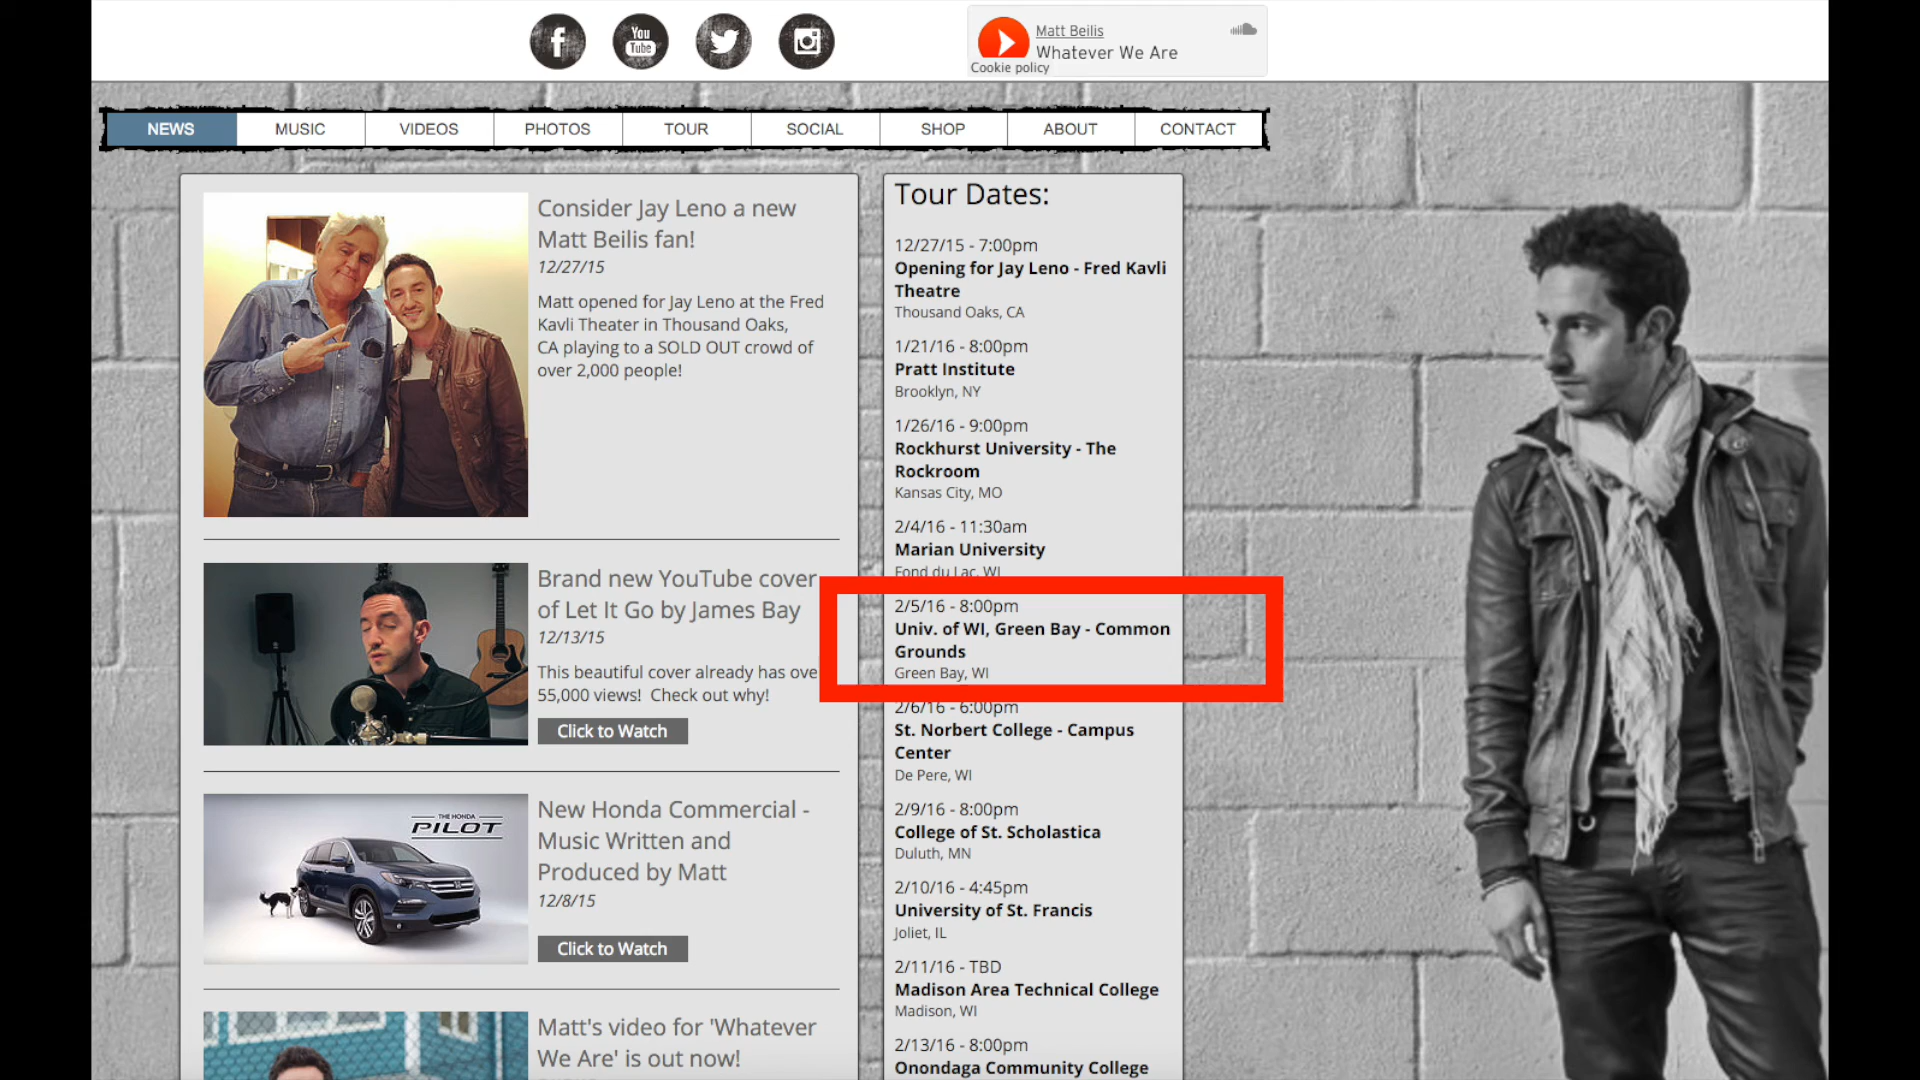 You
Tube
Matt Beilis
Whatever We Are
Cookie policy
NEWS
MUSIC
VIDEOS
PHOTOS
TOUR
SOCIAL
SHOP
ABOUT
CONTACT
Consider Jay Leno a new
Matt Beilis fan!
12/27/15
Matt opened for Jay Leno at the Fred
Kavli Theater in Thousand Oaks,
CA playing to a SOLD OUT crowd of
over 2,000 people!
Brand new YouTube cover
of Let It Go by James Bay
12/13/15
This beautiful cover already has ove
55,000 views! Check out why!
Click to Watch
THE HONDA
PILOT
New Honda Commercial -
Music Written and
Produced by Matt
12/8/15
Click to Watch
Matt's video for 'Whatever
We Are' is out now!
Tour Dates:
12/27/15 - 7:00pm
Opening for Jay Leno - Fred Kavli
Theatre
Thousand Oaks, CA
1/21/16 - 8:00pm
Pratt Institute
Brooklyn, NY
1/26/16 - 9:00pm
Rockhurst University - The
Rockroom
Kansas City, MO
2/4/16 - 11:30am
Marian University
Fond du Lac, WI
2/5/16 - 8:00pm
Univ. of WI, Green Bay - Common
Grounds
Green Bay, WI
2/6/16 - 6:00pm
St. Norbert College - Campus
Center
De Pere, WI
2/9/16 - 8:00pm
College of St. Scholastica
Duluth, MN
2/10/16 - 4:45pm
University of St. Francis
Joliet, IL
2/11/16 - TBD
Madison Area Technical College
Madison, WI
2/13/16 - 8:00pm
Onondaga Community College